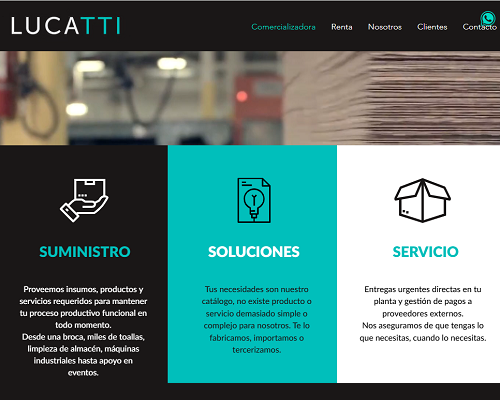 LUCATTI
Comercializadora Renta Nosotros Clientes Contacto
SUMINISTRO
Proveemos insumos, productos y
servicios requeridos para mantener
tu proceso productivo funcional en
todo momento.
Desde una broca, miles de toallas,
limpieza de almacén, máquinas
industriales hasta apoyo en
eventos.
SOLUCIONES
Tus necesidades son nuestro
catálogo, no existe producto o
servicio demasiado simple o
complejo para nosotros. Te lo
fabricamos, importamos o
tercerizamos.
SERVICIO
Entregas urgentes directas en tu
planta y gestión de pagos a
proveedores externos.
Nos aseguramos de que tengas lo
que necesitas, cuando lo necesitas.